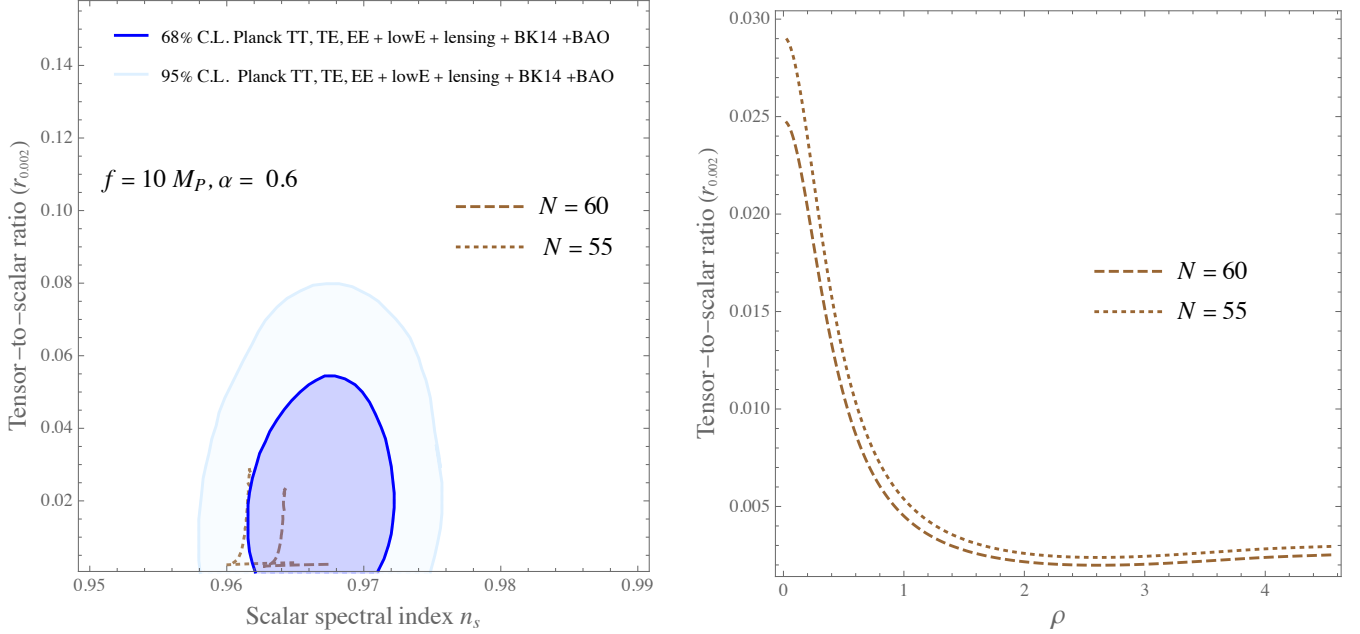 68% C.L. Planck TT, TE, EE + lowE + lensing + BK14 +BAO
95% C.L. Planck TT, TE, EE + lowE + lensing + BK14 +BAO
f = 10 M_P, α = 0.6
N = 60
N = 55
Tensor−to−scalar ratio (r_0.002)
0.14
0.12
0.10
0.08
0.06
0.04
0.02
0.95
0.96
0.97
0.98
0.99
Scalar spectral index n_s
Tensor−to−scalar ratio (r_0.002)
0.030
0.025
0.020
0.015
0.010
0.005
0.000
N = 60
N = 55
0
1
2
3
4
ρ